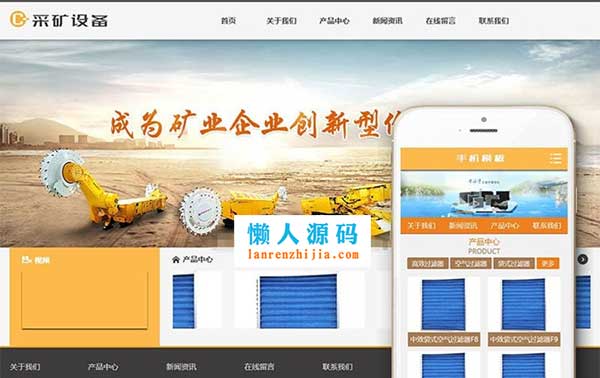 采矿设备
首页 关于我们 产品中心 新闻资讯 在线留言 联系我们
成为矿业企业创新型
手机模板
关于我们 新闻资讯 产品中心 联系我们
产品中心
PRODUCT
高效过滤器 空气过滤器 袋式过滤器 更多
中效袋式空气过滤器F8 中效袋式空气过滤器F9
懒人源码
lanrenzhijia.com
视频
产品中心
关于我们 产品中心 新闻资讯 在线留言 联系我们